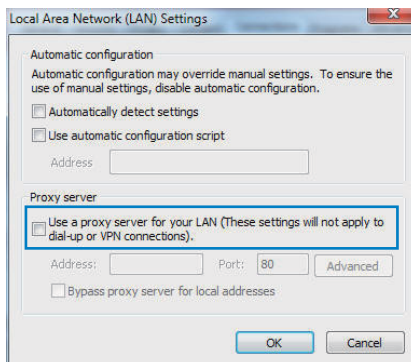 Local Area Network (LAN) Settings
Automatic configuration
Automatic configuration may override manual settings. To ensure the
use of manual settings, disable automatic configuration.
Automatically detect settings
Use automatic configuration script
Address
Proxy server
Use a proxy server for your LAN (These settings will not apply to
dial-up or VPN connections).
Address: Port: 80 Advanced
Bypass proxy server for local addresses
OK Cancel